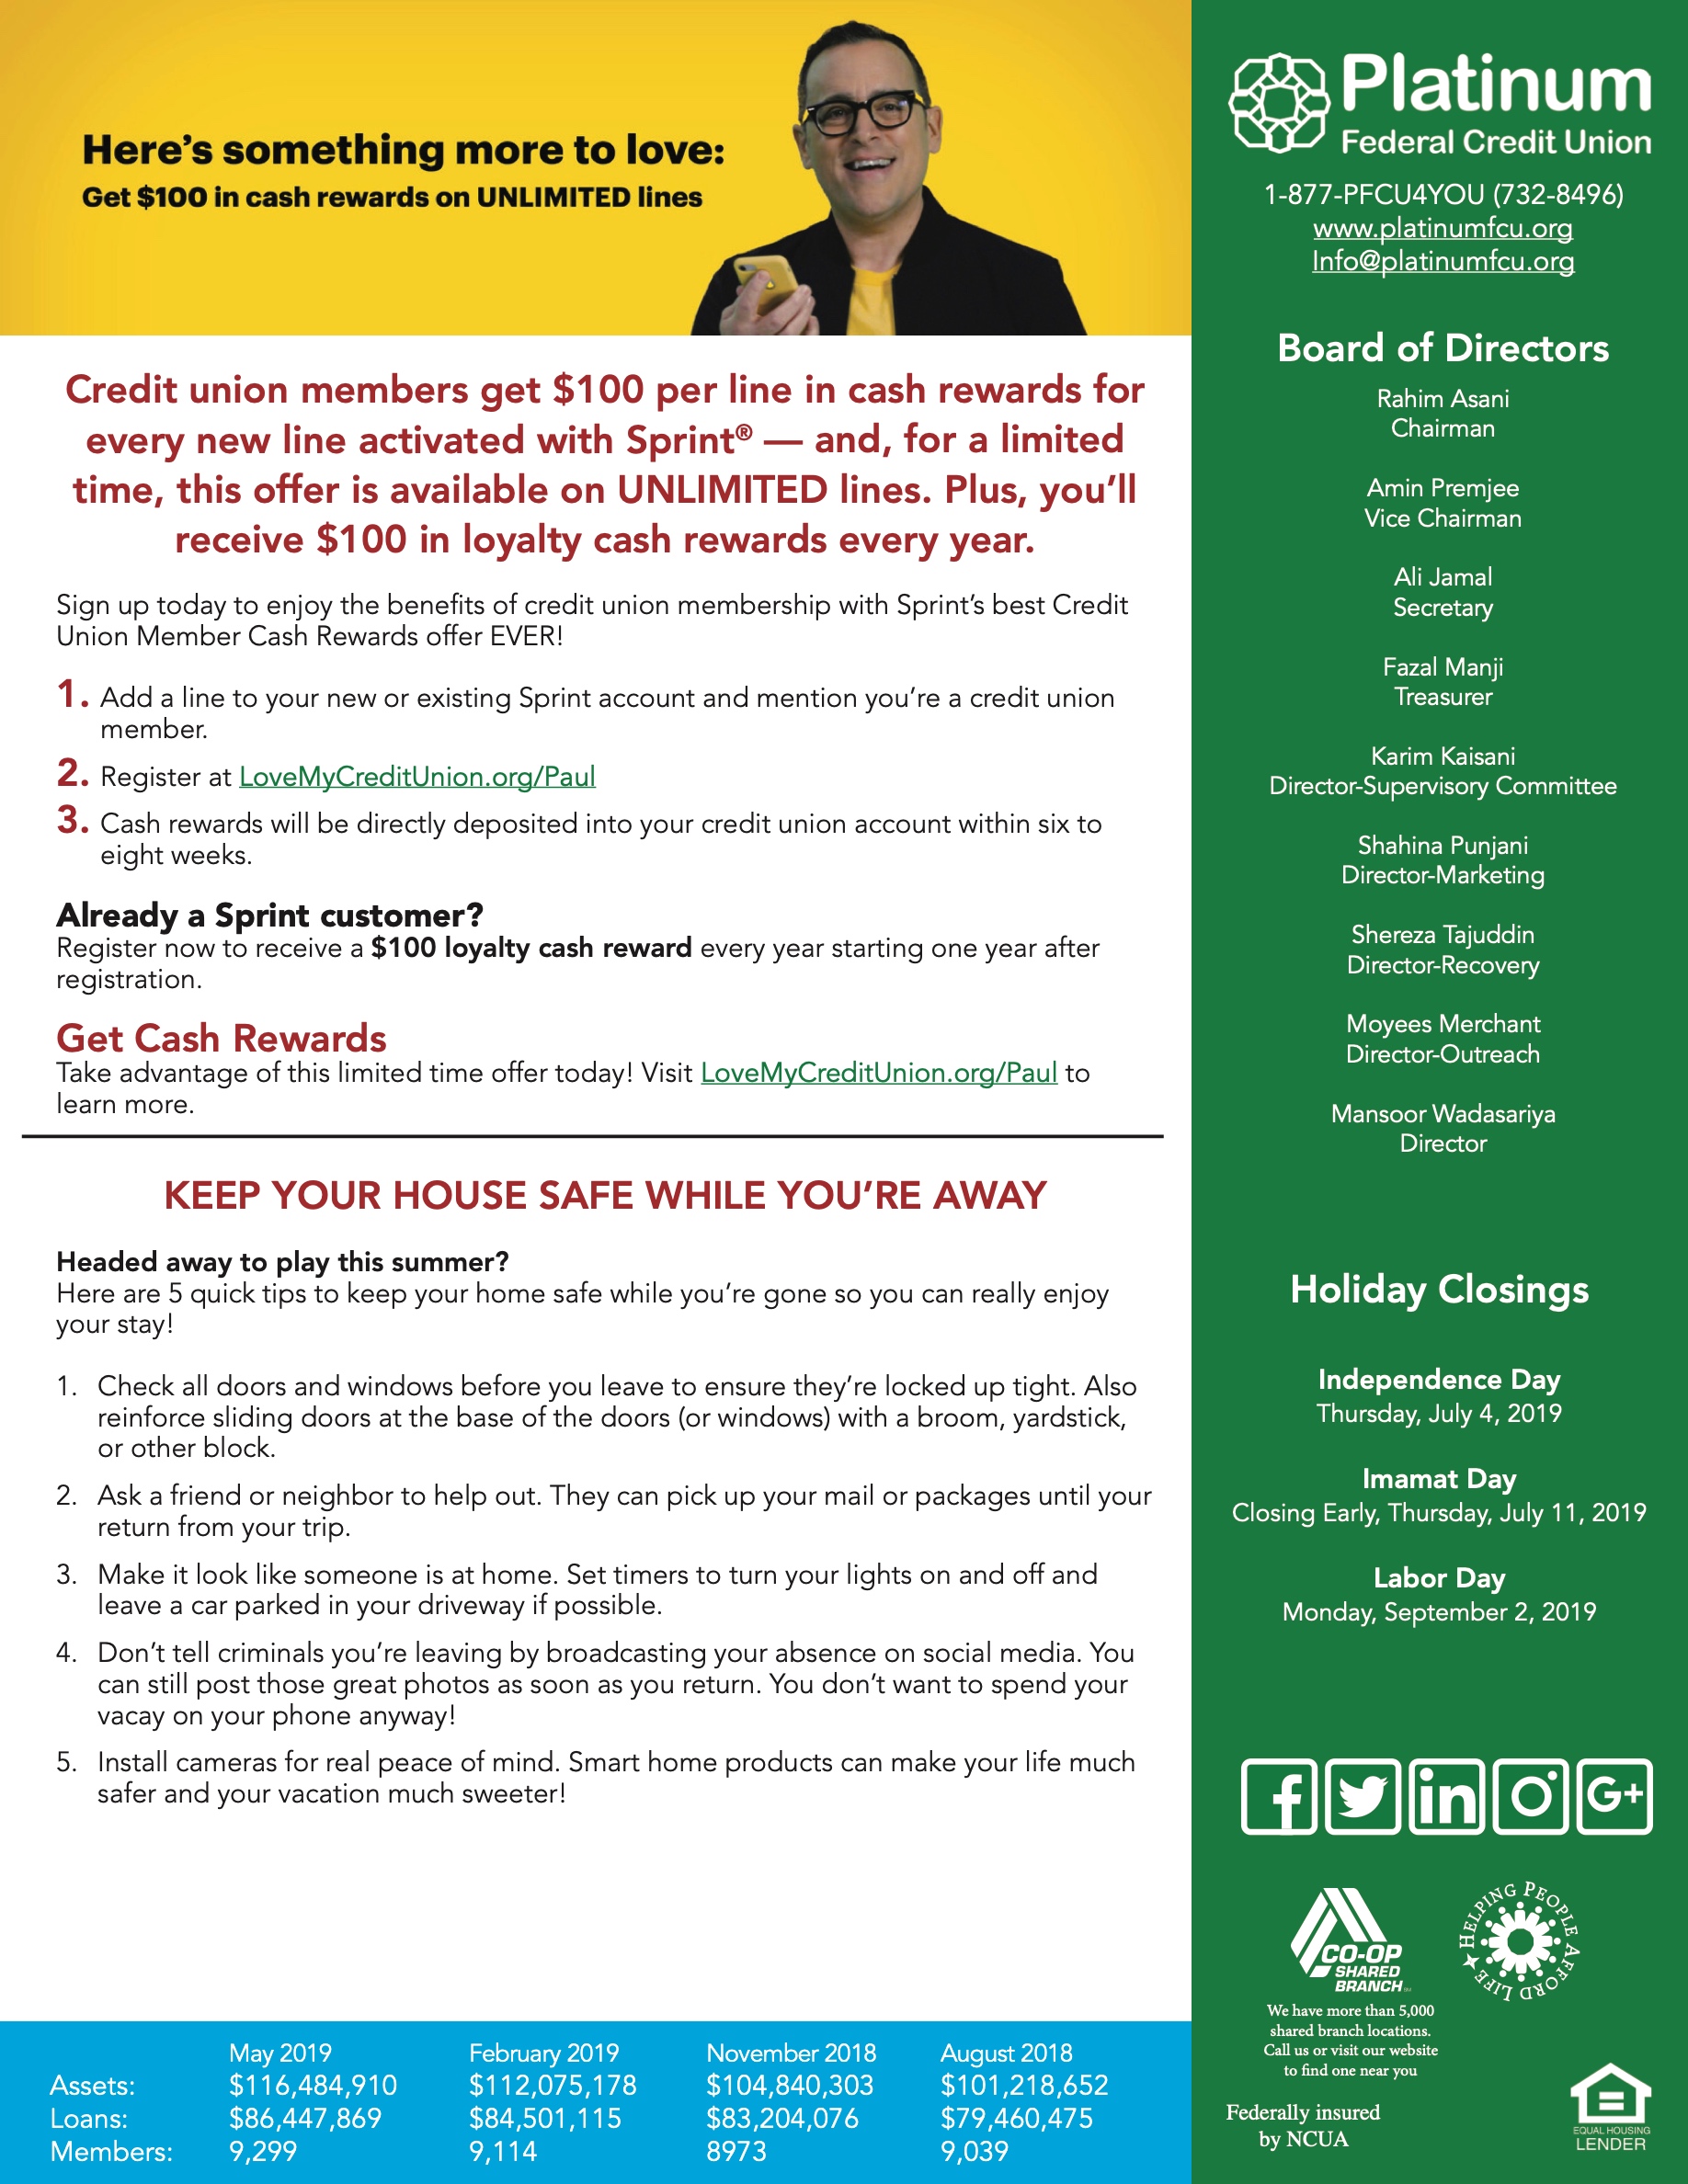 Here's something more to love:
Get $100 in cash rewards on UNLIMITED lines
Credit union members get $100 per line in cash rewards for
every new line activated with Sprint® — and, for a limited
time, this offer is available on UNLIMITED lines. Plus, you'll
receive $100 in loyalty cash rewards every year.
Sign up today to enjoy the benefits of credit union membership with Sprint's best Credit
Union Member Cash Rewards offer EVER!
1. Add a line to your new or existing Sprint account and mention you're a credit union
member.
2. Register at LoveMyCreditUnion.org/Paul
3. Cash rewards will be directly deposited into your credit union account within six to
eight weeks.
Already a Sprint customer?
Register now to receive a $100 loyalty cash reward every year starting one year after
registration.
Get Cash Rewards
Take advantage of this limited time offer today! Visit LoveMyCreditUnion.org/Paul to
learn more.
KEEP YOUR HOUSE SAFE WHILE YOU'RE AWAY
Headed away to play this summer?
Here are 5 quick tips to keep your home safe while you're gone so you can really enjoy
your stay!
1. Check all doors and windows before you leave to ensure they're locked up tight. Also
reinforce sliding doors at the base of the doors (or windows) with a broom, yardstick,
or other block.
2. Ask a friend or neighbor to help out. They can pick up your mail or packages until your
return from your trip.
3. Make it look like someone is at home. Set timers to turn your lights on and off and
leave a car parked in your driveway if possible.
4. Don't tell criminals you're leaving by broadcasting your absence on social media. You
can still post those great photos as soon as you return. You don't want to spend your
vacay on your phone anyway!
5. Install cameras for real peace of mind. Smart home products can make your life much
safer and your vacation much sweeter!
May 2019 February 2019 November 2018 August 2018
Assets: $116,484,910 $112,075,178 $104,840,303 $101,218,652
Loans: $86,447,869 $84,501,115 $83,204,076 $79,460,475
Members: 9,299 9,114 8973 9,039
Platinum
Federal Credit Union
1-877-PFCU4YOU (732-8496)
www.platinumfcu.org
Info@platinumfcu.org
Board of Directors
Rahim Asani
Chairman
Amin Premjee
Vice Chairman
Ali Jamal
Secretary
Fazal Manji
Treasurer
Karim Kaisani
Director-Supervisory Committee
Shahina Punjani
Director-Marketing
Shereza Tajuddin
Director-Recovery
Moyees Merchant
Director-Outreach
Mansoor Wadasariya
Director
Holiday Closings
Independence Day
Thursday, July 4, 2019
Imamat Day
Closing Early, Thursday, July 11, 2019
Labor Day
Monday, September 2, 2019
f in G+
CO-OP
SHARED
BRANCH
HELPING PEOPLE AFFORD LIFE
We have more than 5,000
shared branch locations.
Call us or visit our website
to find one near you
Federally insured
by NCUA
EQUAL HOUSING
LENDER